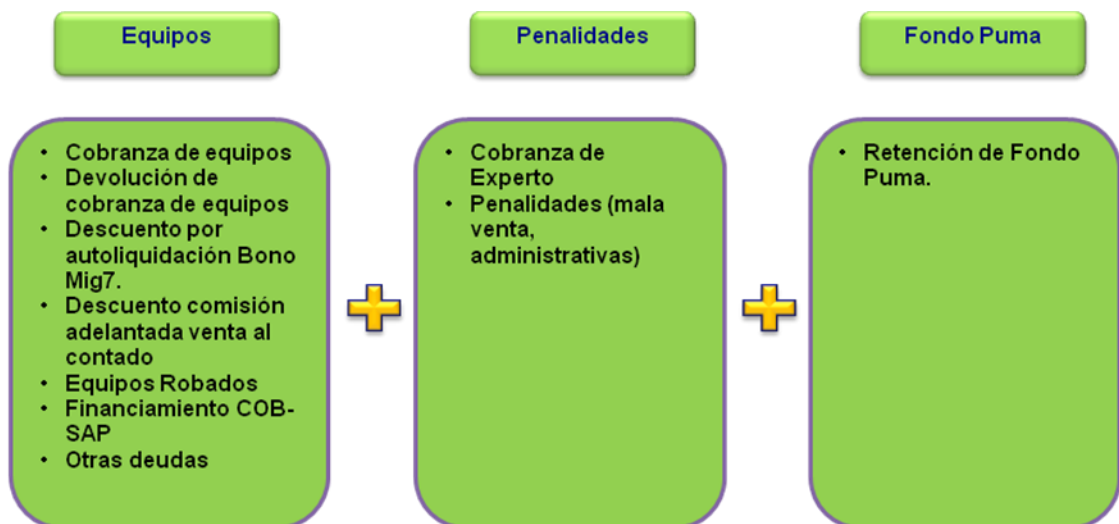 Equipos
• Cobranza de equipos
• Devolución de
cobranza de equipos
• Descuento por
autoliquidación Bono
Mig7.
• Descuento comisión
adelantada venta al
contado
• Equipos Robados
• Financiamiento COB-
SAP
• Otras deudas
Penalidades
• Cobranza de
Experto
• Penalidades (mala
venta,
administrativas)
Fondo Puma
• Retención de Fondo
Puma.